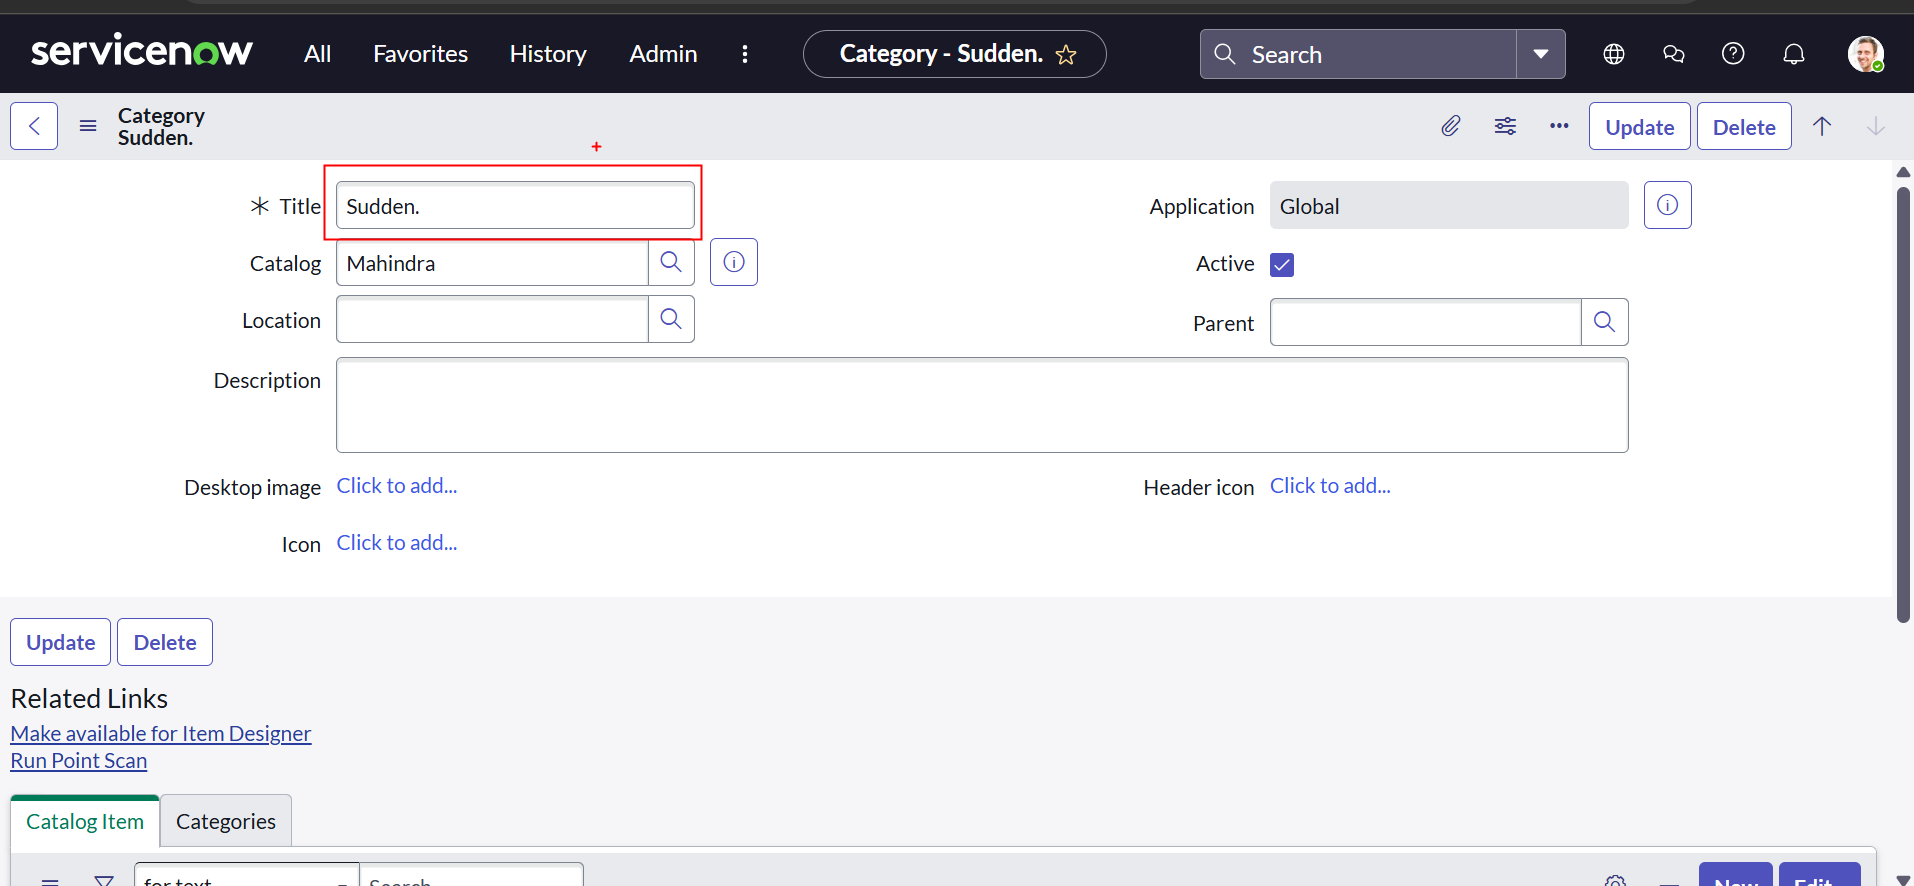 servicenow All Favorites History Admin Category - Sudden. Search
Category
Sudden.
Update Delete
Title Sudden. Application Global
Catalog Mahindra Active
Location Parent
Description
Desktop image Click to add... Header icon Click to add...
Icon Click to add...
Update Delete
Related Links
Make available for Item Designer
Run Point Scan
Catalog Item Categories
for text Search New Edit...